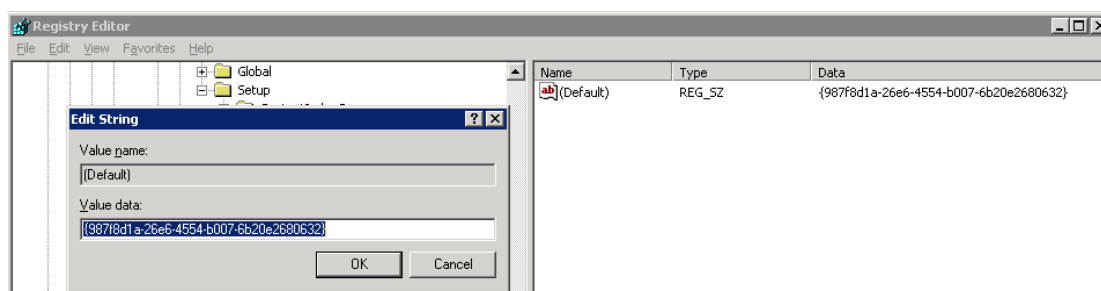 Registry Editor
File Edit View Favorites Help
Global
Setup
Name Type Data
ab (Default) REG_SZ {987f8d1a-26e6-4554-b007-6b20e2680632}
Edit String
Value name:
(Default)
Value data:
{987f8d1a-26e6-4554-b007-6b20e2680632}
OK Cancel